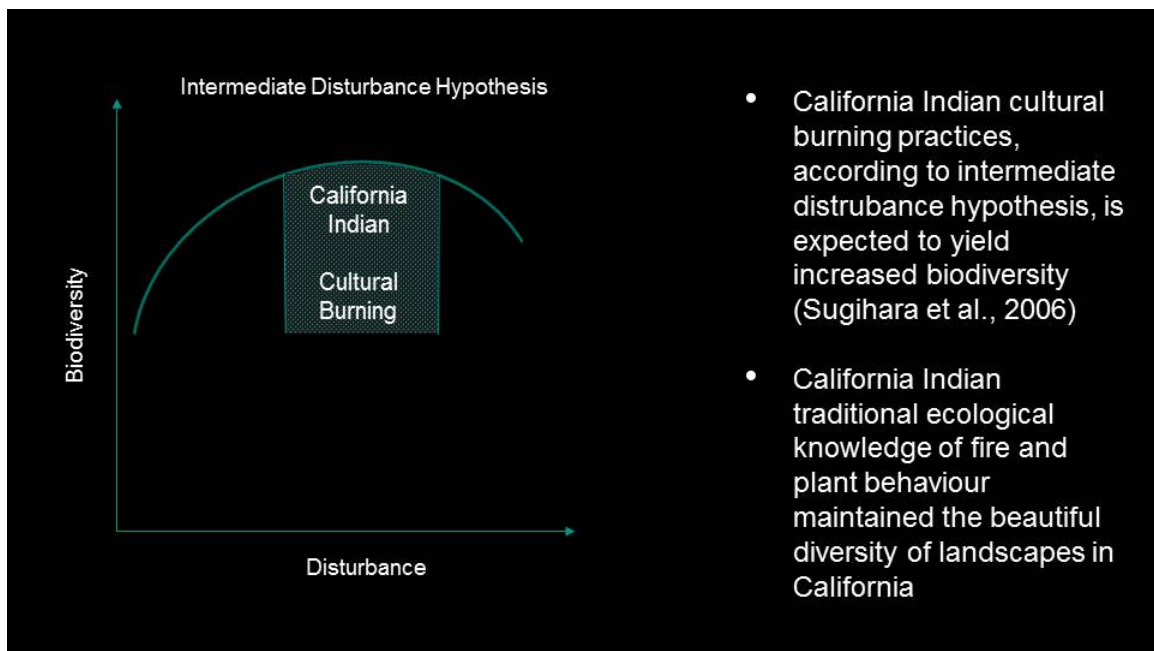 Intermediate Disturbance Hypothesis
California
Indian
Cultural
Burning
Biodiversity
Disturbance
• California Indian cultural
burning practices,
according to intermediate
distrubance hypothesis, is
expected to yield
increased biodiversity
(Sugihara et al., 2006)
• California Indian
traditional ecological
knowledge of fire and
plant behaviour
maintained the beautiful
diversity of landscapes in
California